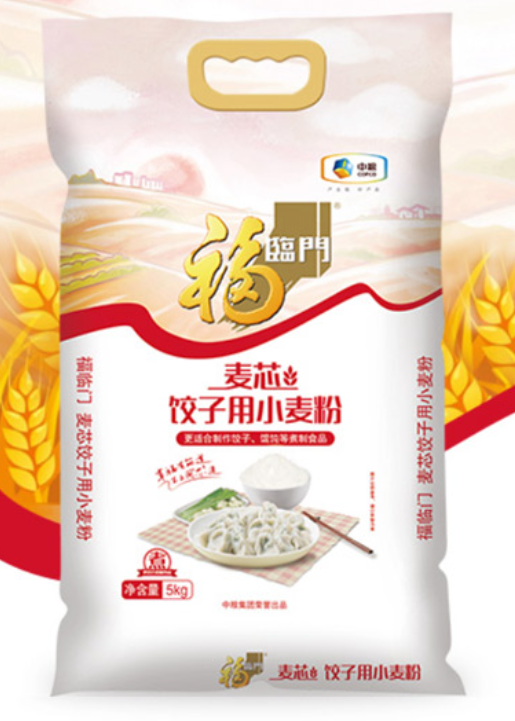 中粮
COFCO
福
臨門
®
麦芯
饺子用小麦粉
更适合制作饺子、馄饨等煮制食品
福临门 麦芯饺子用小麦粉
福临门 麦芯饺子用小麦粉
净含量 5kg
中粮集团荣誉出品
福 麦芯 饺子用小麦粉